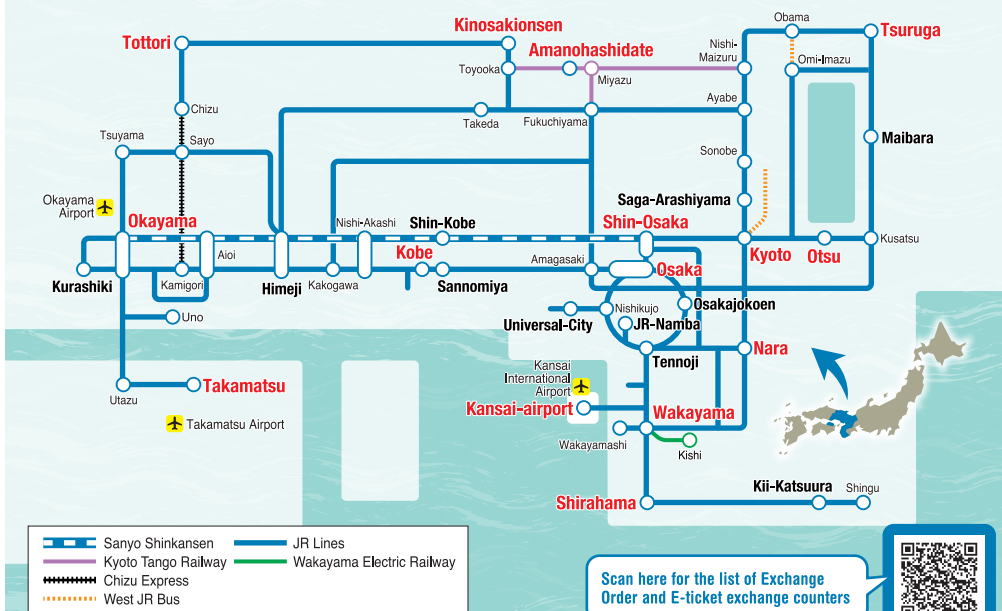 Kinosakionsen
Obama
Tottori
Amanohashidate
Nishi-
Maizuru
Tsuruga
Toyooka
Miyazu
Omi-Imazu
Chizu
Takeda
Fukuchiyama
Ayabe
Tsuyama
Sayo
Maibara
Sonobe
Okayama
Airport
Saga-Arashiyama
Okayama
Nishi-Akashi
Shin-Kobe
Shin-Osaka
Aioi
Kobe
Amagasaki
Osaka
Kyoto
Otsu
Kusatsu
Kurashiki
Kamigori
Himeji
Kakogawa
Sannomiya
Uno
Universal-City
Nishikujo
Osakajokoen
JR-Namba
Tennoji
Nara
Kansai
International
Airport
Utazu
Takamatsu
Kansai-airport
Wakayama
Takamatsu Airport
Wakayamashi
Kishi
Kii-Katsuura
Shingu
Shirahama
Sanyo Shinkansen
JR Lines
Kyoto Tango Railway
Wakayama Electric Railway
Chizu Express
West JR Bus
Scan here for the list of Exchange
Order and E-ticket exchange counters